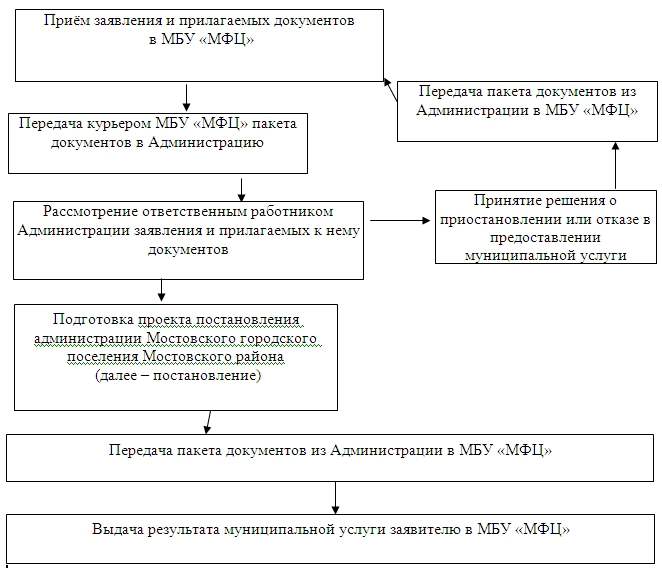 Приём заявления и прилагаемых документов
в МБУ «МФЦ»
Передача пакета документов из
Администрации в МБУ «МФЦ»
Передача курьером МБУ «МФЦ» пакета
документов в Администрацию
Принятие решения о
приостановлении или отказе в
предоставлении
муниципальной услуги
Рассмотрение ответственным работником
Администрации заявления и прилагаемых к нему
документов
Подготовка проекта постановления
администрации Мостовского городского
поселения Мостовского района
(далее – постановление)
Передача пакета документов из Администрации в МБУ «МФЦ»
Выдача результата муниципальной услуги заявителю в МБУ «МФЦ»